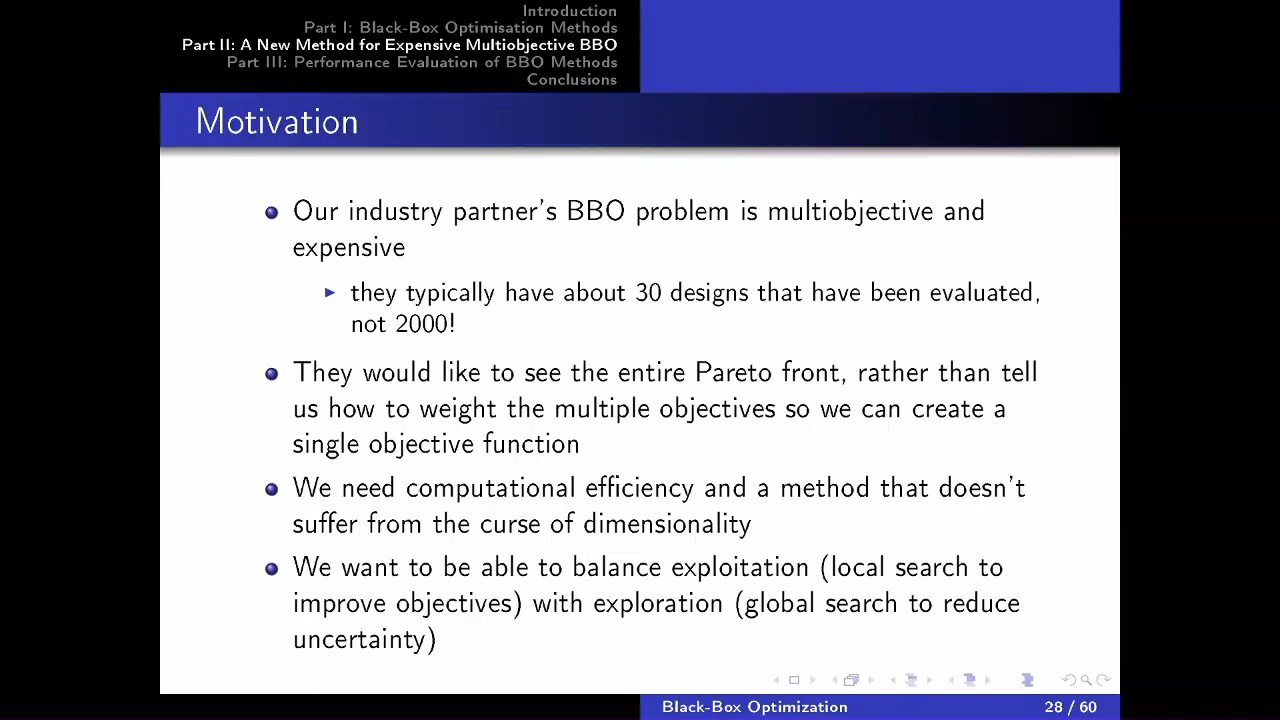 Introduction
Part I: Black-Box Optimisation Methods
Part II: A New Method for Expensive Multiobjective BBO
Part III: Performance Evaluation of BBO Methods
Conclusions
Motivation
Our industry partner's BBO problem is multiobjective and
expensive
they typically have about 30 designs that have been evaluated,
not 2000!
They would like to see the entire Pareto front, rather than tell
us how to weight the multiple objectives so we can create a
single objective function
We need computational efficiency and a method that doesn't
suffer from the curse of dimensionality
We want to be able to balance exploitation (local search to
improve objectives) with exploration (global search to reduce
uncertainty)
Black-Box Optimization
28 / 60